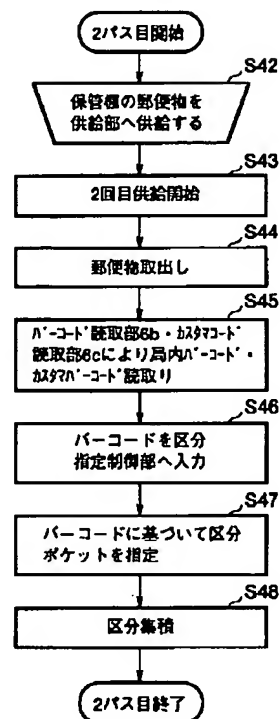 2パス目開始
S42
保管棚の郵便物を
供給部へ供給する
S43
2回目供給開始
S44
郵便物取出し
S45
バーコード読取部6b・カスタマコード
読取部6cにより局内バーコード・
カスタマバーコード読取り
S46
バーコードを区分
指定制御部へ入力
S47
バーコードに基づいて区分
ポケットを指定
S48
区分集積
2パス目終了